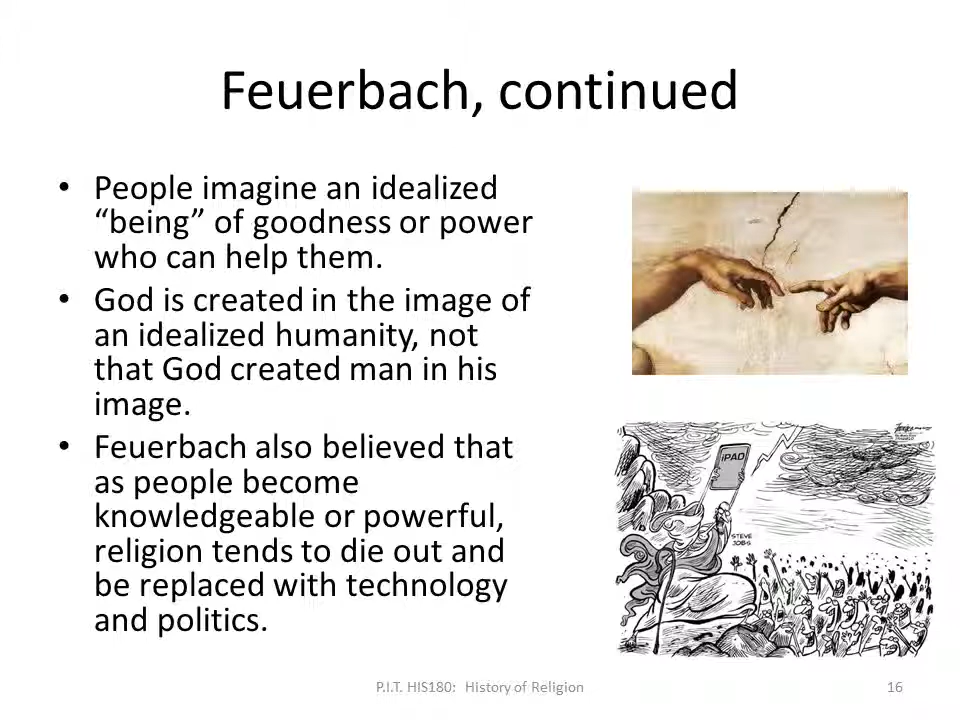 Feuerbach, continued
• People imagine an idealized
“being” of goodness or power
who can help them.
• God is created in the image of
an idealized humanity, not
that God created man in his
image.
• Feuerbach also believed that
as people become
knowledgeable or powerful,
religion tends to die out and
be replaced with technology
and politics.
iPAD
STEVE
JOBS
P.I.T. HIS180: History of Religion
16